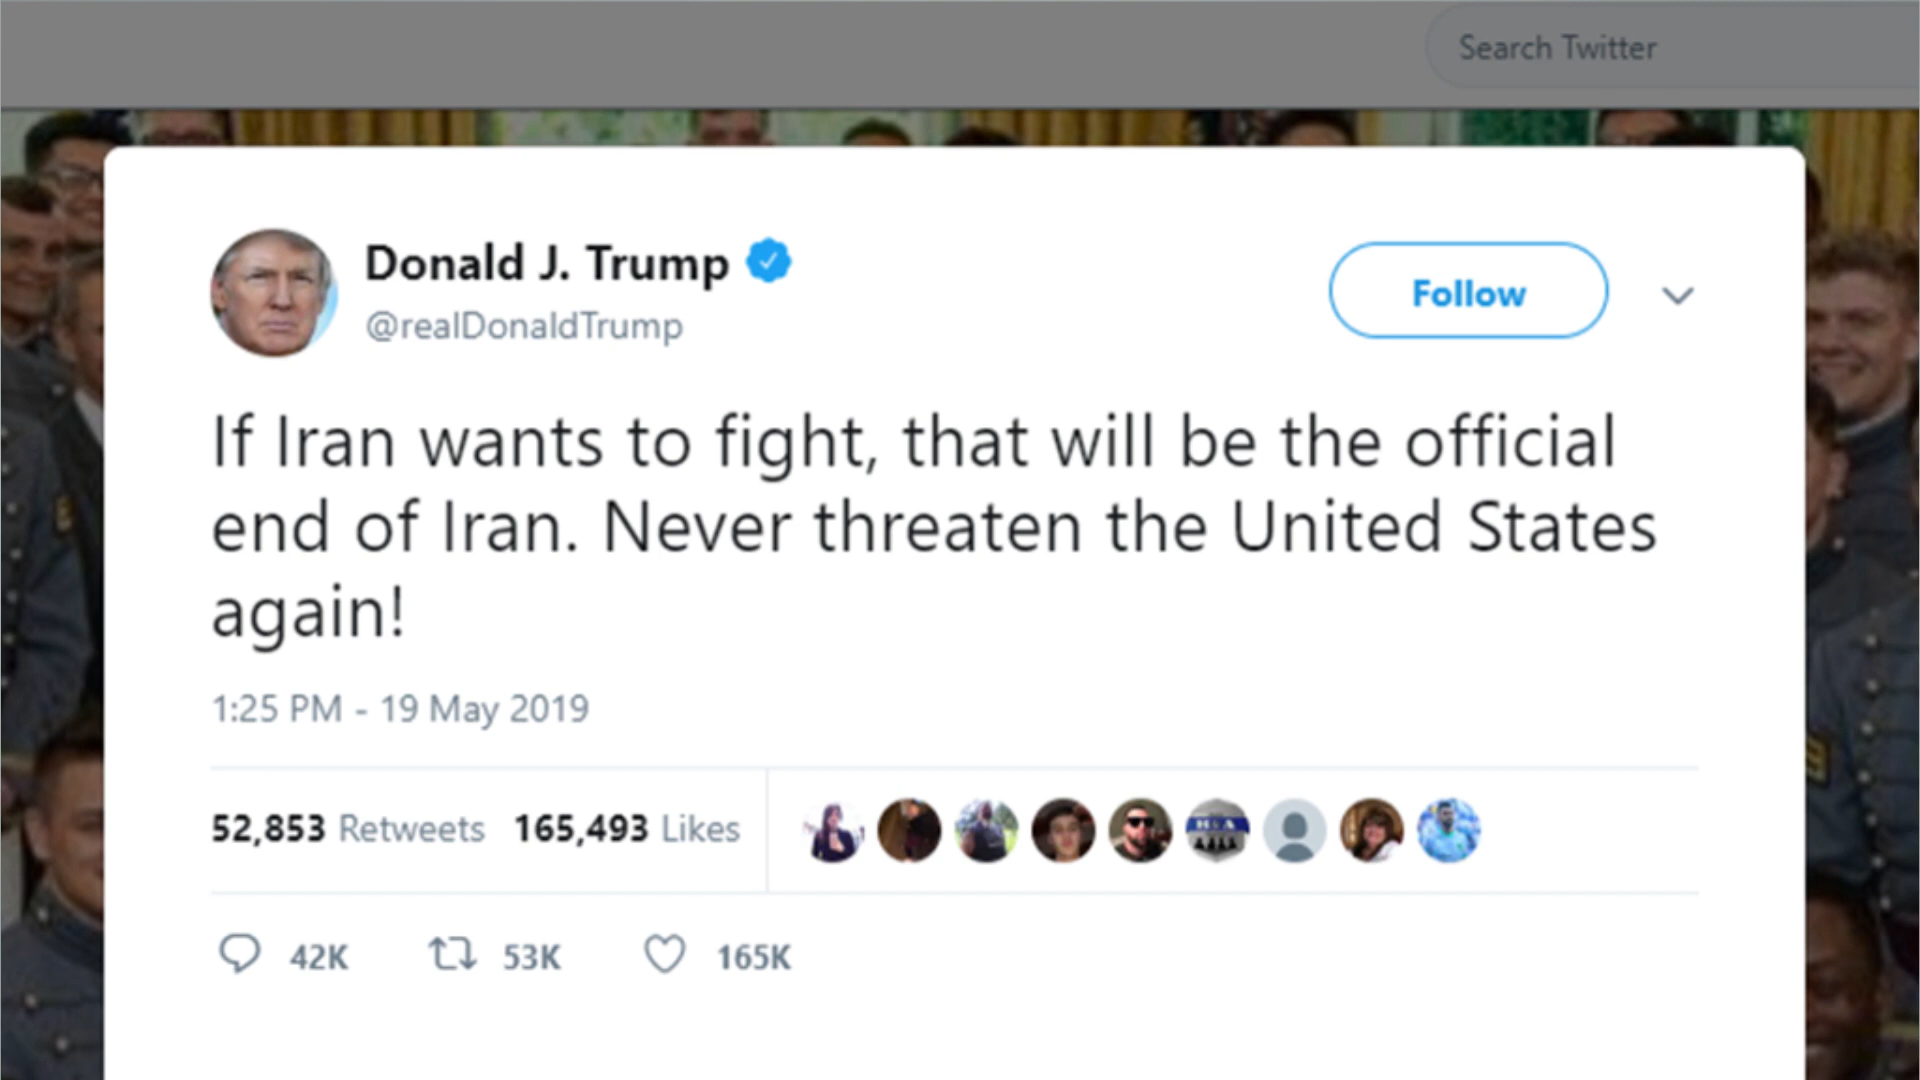 Search Twitter
Donald J. Trump
@realDonaldTrump
Follow
If Iran wants to fight, that will be the official
end of Iran. Never threaten the United States
again!
1:25 PM - 19 May 2019
52,853 Retweets 165,493 Likes
42K 53K 165K